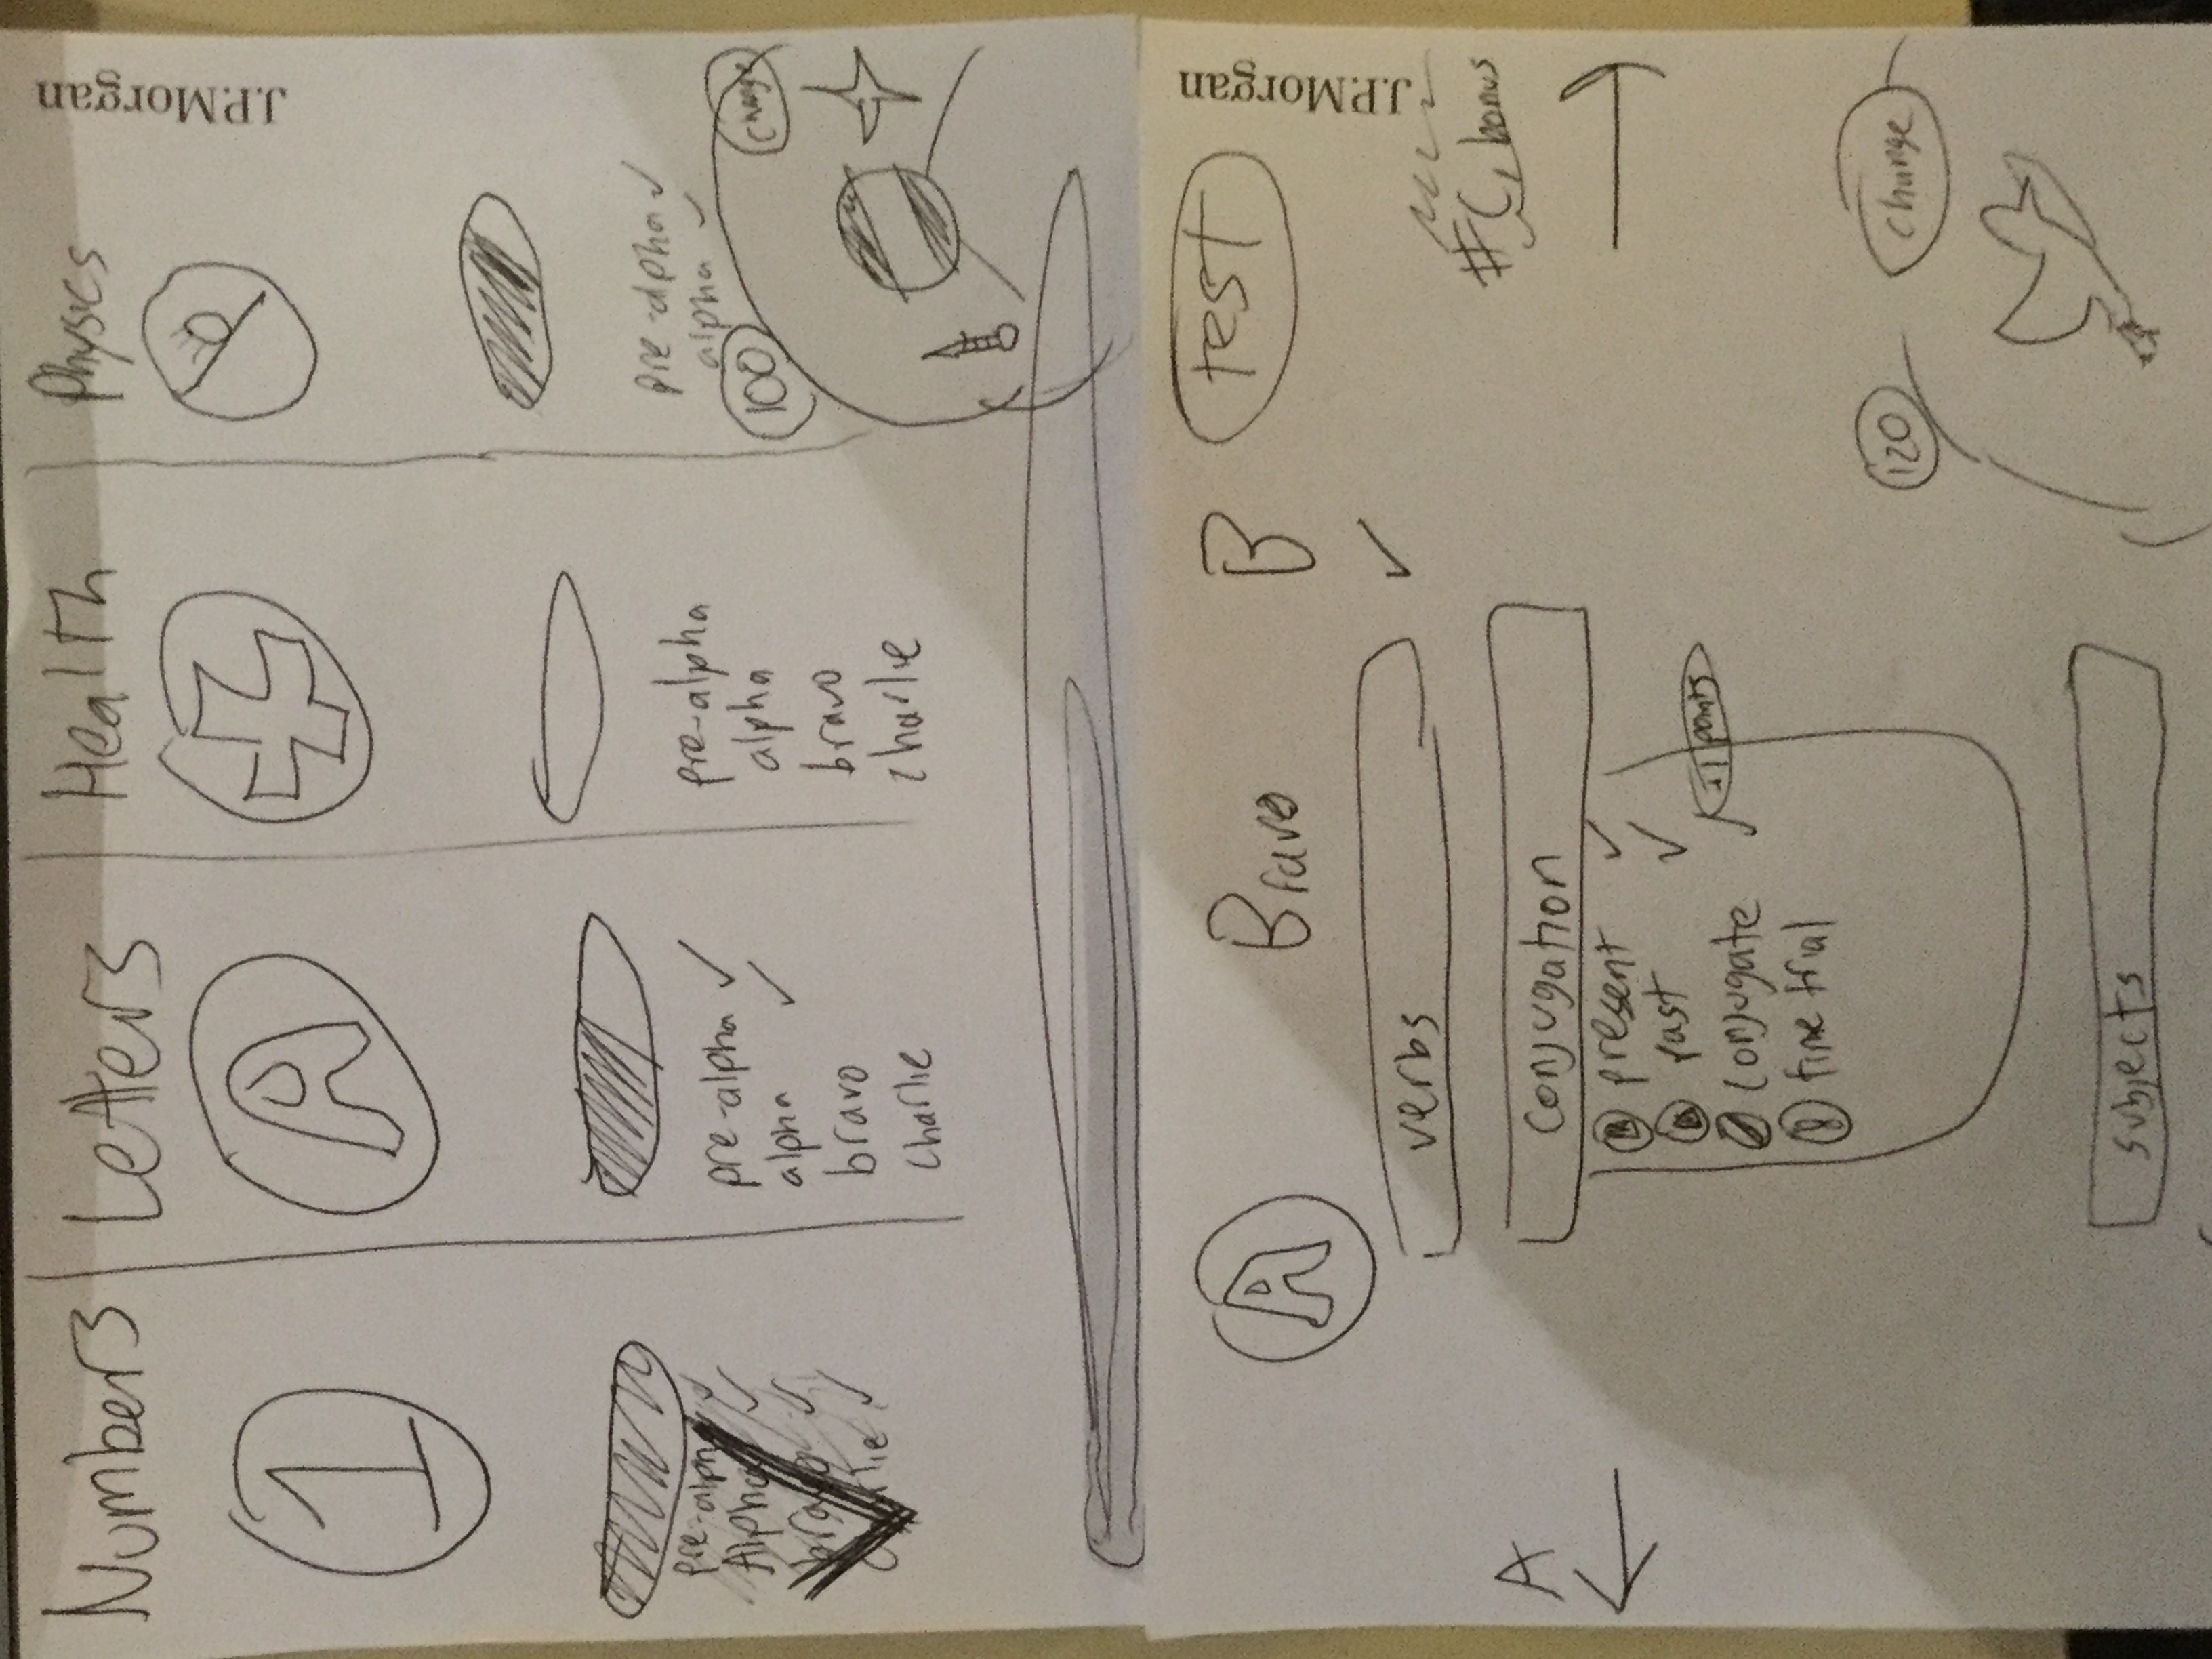 Numbers
Letters
Health
Physics
J.P.Morgan
1
A
pre-alpha ✓
Alpha ✓
bravo ✓
Charlie ✓
pre-alpha ✓
alpha ✓
bravo
Charlie
pre-alpha
alpha
bravo
charlie
pre-alpha ✓
alpha ✓
100
change
A
Bravo
B
test
J.P.Morgan
verbs ✓
bonus
A
conjugation
present ✓
past ✓
conjugate ✓
+1 points
time trial
120
change
subjects